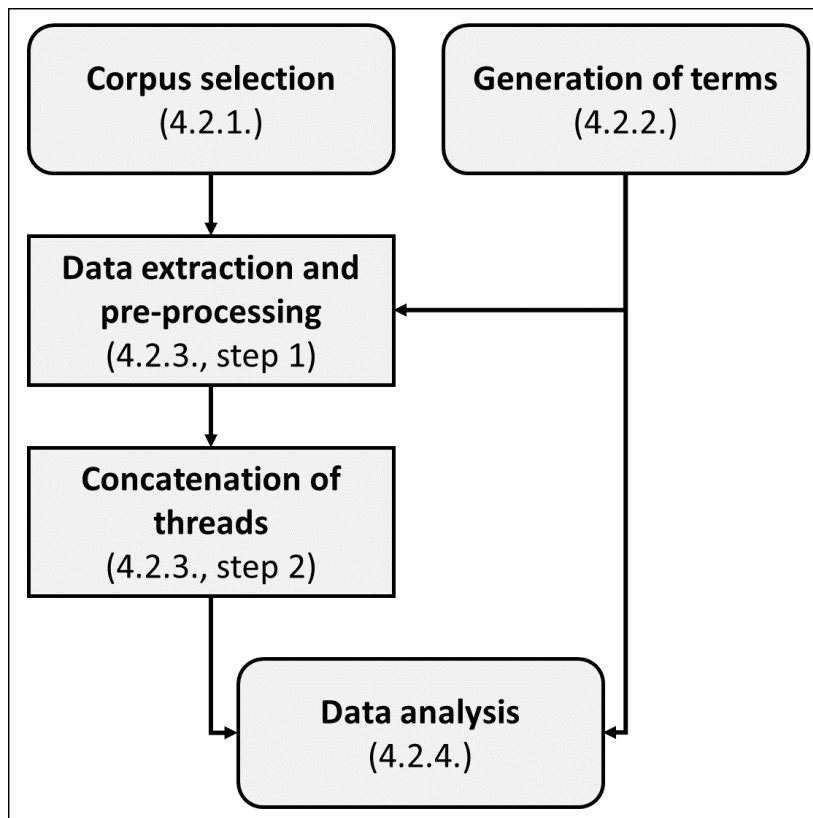 Corpus selection
(4.2.1.)
Generation of terms
(4.2.2.)
Data extraction and
pre-processing
(4.2.3., step 1)
Concatenation of
threads
(4.2.3., step 2)
Data analysis
(4.2.4.)